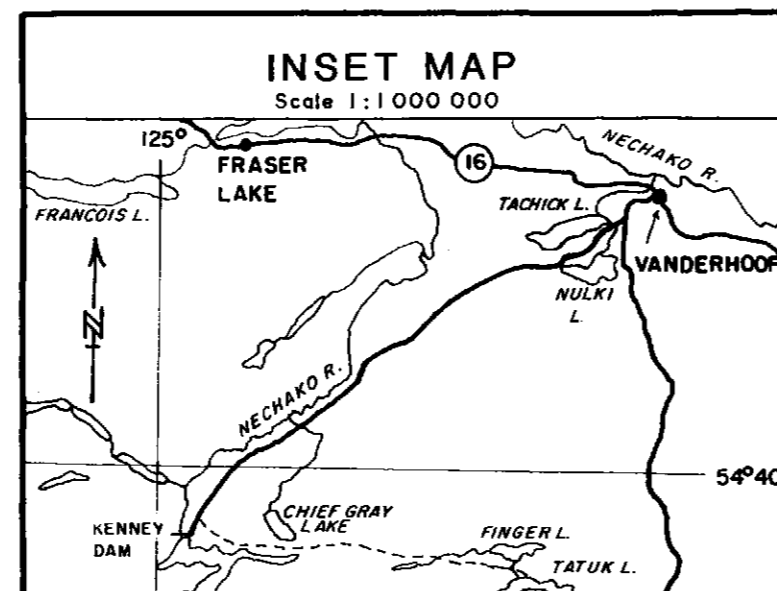 INSET MAP
Scale 1:1 000 000
125°
FRASER
LAKE
16
NECHAKO R.
FRANCOIS L.
TACHICK L.
VANDERHOOF
NULKI
L.
N
NECHAKO R.
54°40
CHIEF GRAY
LAKE
KENNEY
DAM
FINGER L.
TATUK L.